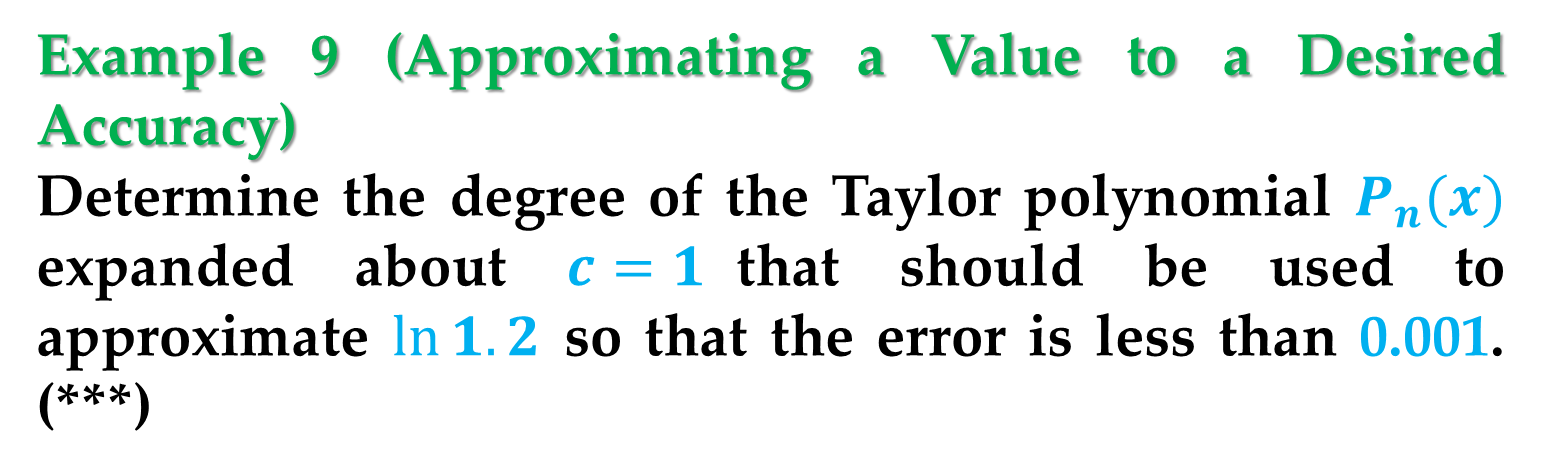 Example 9 (Approximating a Value to a Desired
Accuracy)
Determine the degree of the Taylor polynomial Pₙ(x)
expanded about c = 1 that should be used to
approximate ln 1.2 so that the error is less than 0.001.
(***)